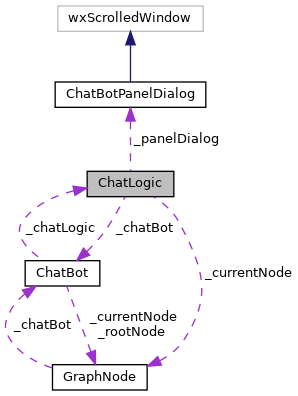 wxScrolledWindow
ChatBotPanelDialog
_panelDialog
ChatLogic
_chatLogic
_chatBot
ChatBot
_currentNode
_chatBot
_currentNode
_rootNode
GraphNode